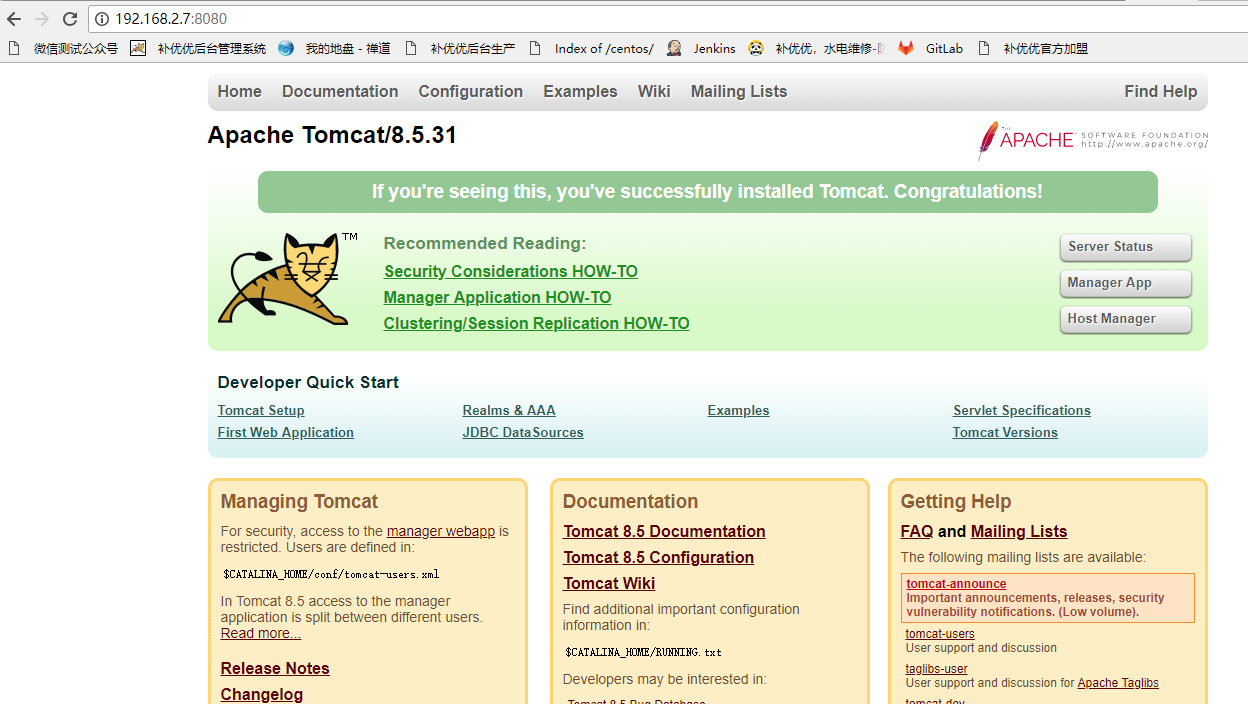 192.168.2.7:8080
微信测试公众号 补优优后台管理系统 我的地盘 - 禅道 补优优后台生产 Index of /centos/ Jenkins 补优优，水电维修- GitLab 补优优官方加盟
Home Documentation Configuration Examples Wiki Mailing Lists Find Help
Apache Tomcat/8.5.31
THE APACHE SOFTWARE FOUNDATION
http://www.apache.org/
If you're seeing this, you've successfully installed Tomcat. Congratulations!
TM
Recommended Reading:
Security Considerations HOW-TO
Manager Application HOW-TO
Clustering/Session Replication HOW-TO
Server Status
Manager App
Host Manager
Developer Quick Start
Tomcat Setup
First Web Application
Realms & AAA
JDBC DataSources
Examples
Servlet Specifications
Tomcat Versions
Managing Tomcat
For security, access to the manager webapp is
restricted. Users are defined in:
$CATALINA_HOME/conf/tomcat-users.xml
In Tomcat 8.5 access to the manager
application is split between different users.
Read more...
Release Notes
Changelog
Documentation
Tomcat 8.5 Documentation
Tomcat 8.5 Configuration
Tomcat Wiki
Find additional important configuration
information in:
$CATALINA_HOME/RUNNING.txt
Developers may be interested in:
Tomcat 8.5 Bug Database
Getting Help
FAQ and Mailing Lists
The following mailing lists are available:
tomcat-announce
Important announcements, releases, security
vulnerability notifications. (Low volume).
tomcat-users
User support and discussion
taglibs-user
User support and discussion for Apache Taglibs
tomcat-dev